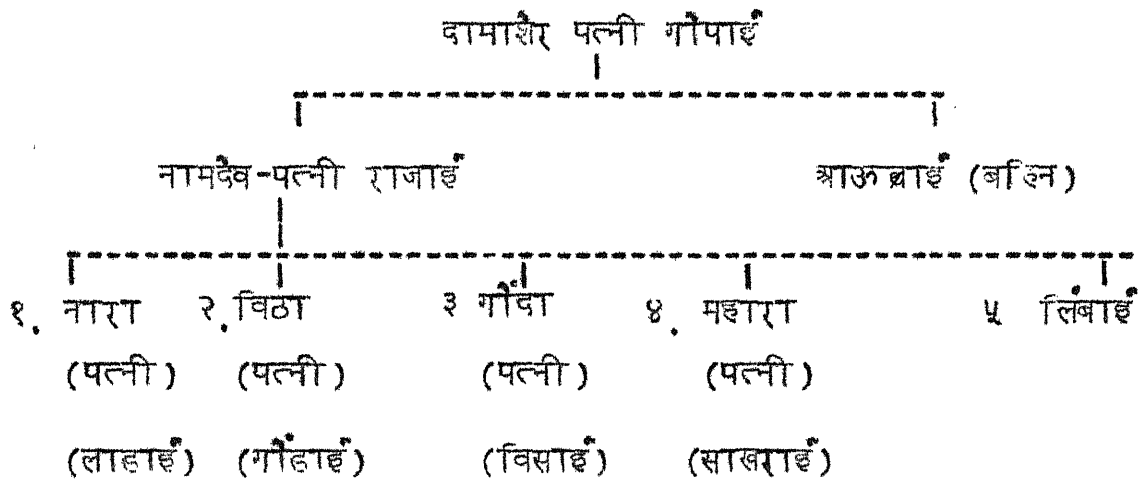 दामाशेर पत्नी गोपाई
नामदेव-पत्नी राजाई आऊबाई (बहिन)
१. नारा २. विठा ३ गोंदा ४. महारा ५ लिंबाई
(पत्नी) (पत्नी) (पत्नी) (पत्नी)
(लाडाई) (गोंडाई) (विसाई) (साखराई)